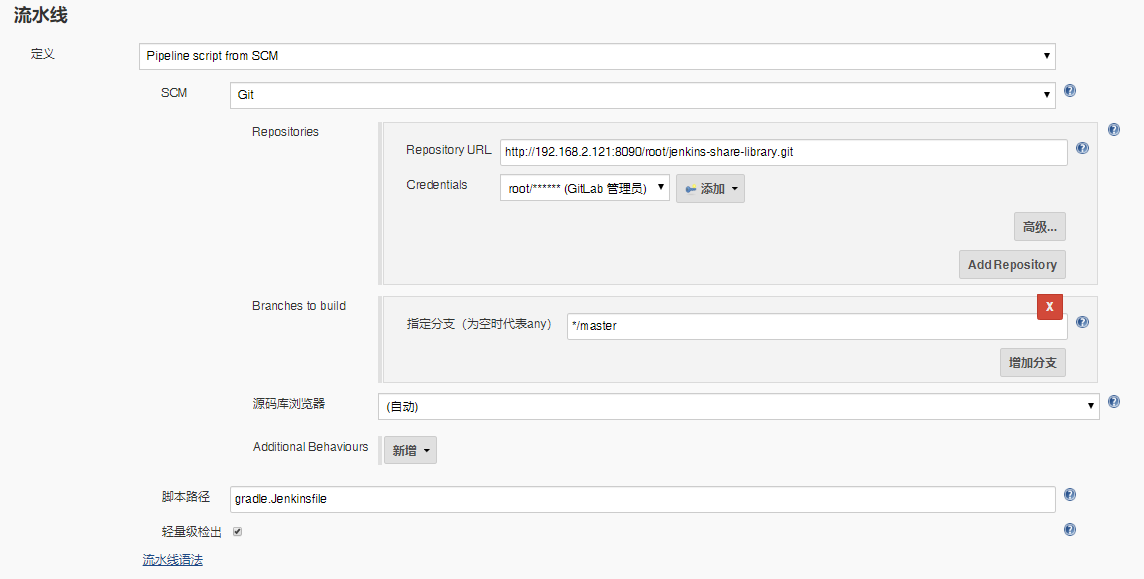 流水线
定义
Pipeline script from SCM
SCM
Git
Repositories
Repository URL
http://192.168.2.121:8090/root/jenkins-share-library.git
Credentials
root/****** (GitLab 管理员)
添加
高级...
Add Repository
Branches to build
X
指定分支（为空时代表any）
*/master
增加分支
源码库浏览器
(自动)
Additional Behaviours
新增
脚本路径
gradle.Jenkinsfile
轻量级检出
流水线语法